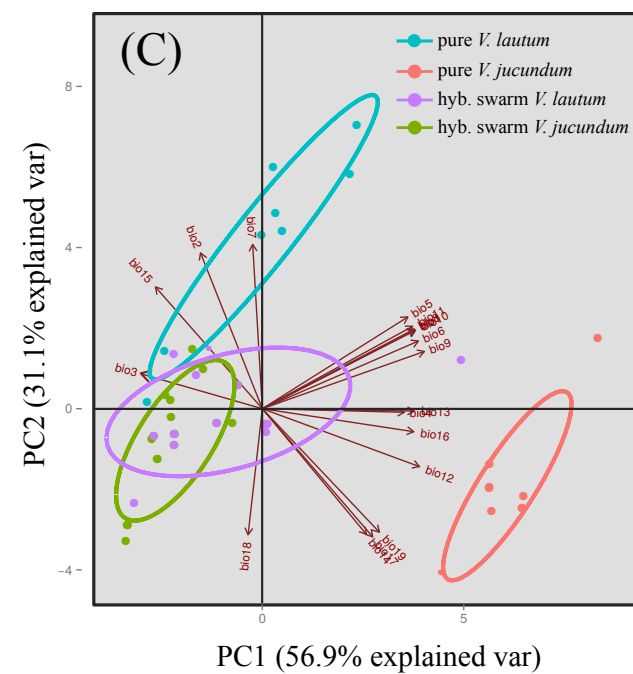 (C)
pure V. lautum
pure V. jucundum
hyb. swarm V. lautum
hyb. swarm V. jucundum
8
4
0
−4
0
5
PC2 (31.1% explained var)
PC1 (56.9% explained var)
bio7
bio2
bio15
bio3
bio5
bio6
bio9
bio13
bio16
bio12
bio18
bio19